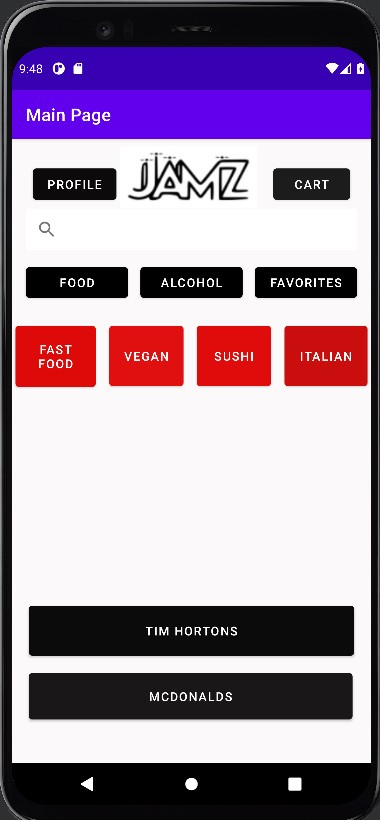 9:48
Main Page
PROFILE
JAMZ
CART
FOOD
ALCOHOL
FAVORITES
FAST
FOOD
VEGAN
SUSHI
ITALIAN
TIM HORTONS
MCDONALDS